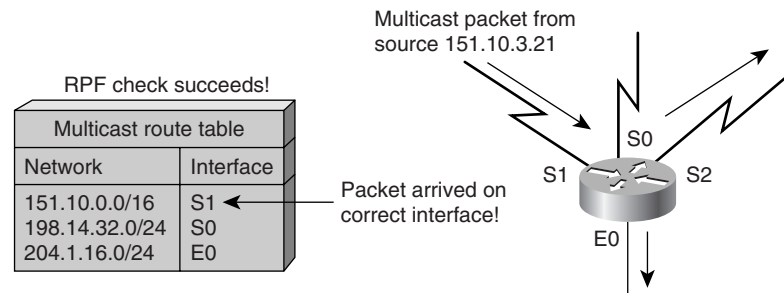 Multicast packet from
source 151.10.3.21
RPF check succeeds!
Multicast route table
Network Interface
151.10.0.0/16 S1
198.14.32.0/24 S0
204.1.16.0/24 E0
Packet arrived on
correct interface!
S0
S1
S2
E0